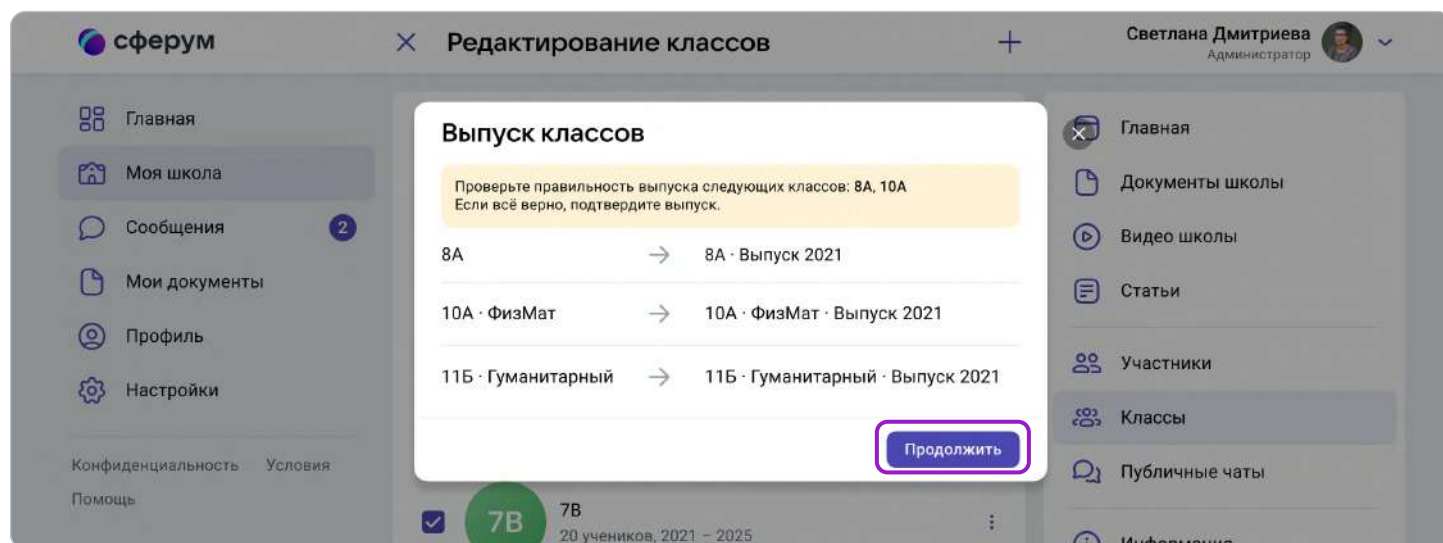 сферум
Редактирование классов
Светлана Дмитриева
Администратор
Главная
Моя школа
Сообщения 2
Мои документы
Профиль
Настройки
Конфиденциальность Условия
Помощь
Выпуск классов
Проверьте правильность выпуска следующих классов: 8А, 10А
Если всё верно, подтвердите выпуск.
8А → 8А · Выпуск 2021
10А · ФизМат → 10А · ФизМат · Выпуск 2021
11Б · Гуманитарный → 11Б · Гуманитарный · Выпуск 2021
Продолжить
7В 7В
20 учеников, 2021 – 2025
Главная
Документы школы
Видео школы
Статьи
Участники
Классы
Публичные чаты
Информация